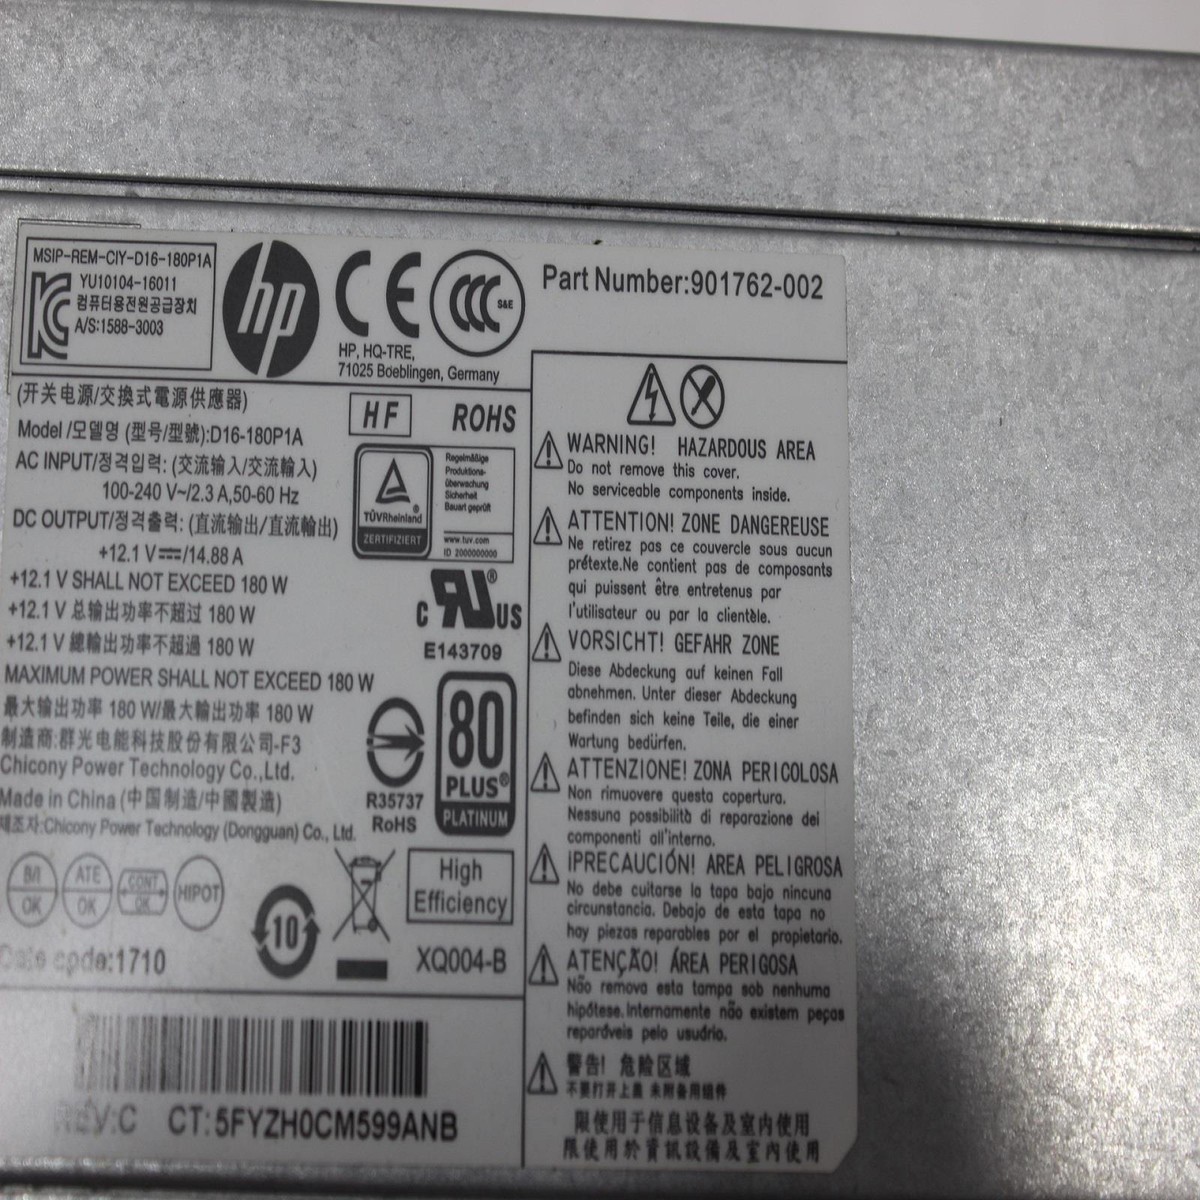 MSIP-REM-CIY-D16-180P1A
YU10104-16011
컴퓨터용전원공급장치
A/S:1588-3003
hp
CE
CCC S&E
HP, HQ-TRE,
71025 Boeblingen, Germany
Part Number:901762-002
(开关电源/交換式電源供應器)
Model /모델명 (型号/型號):D16-180P1A
AC INPUT/정격입력: (交流输入/交流輸入)
100-240 V~/2.3 A,50-60 Hz
DC OUTPUT/정격출력: (直流输出/直流輸出)
+12.1 V⎓/14.88 A
+12.1 V SHALL NOT EXCEED 180 W
+12.1 V 总输出功率不超过 180 W
+12.1 V 總輸出功率不超過 180 W
MAXIMUM POWER SHALL NOT EXCEED 180 W
最大输出功率 180 W/最大輸出功率 180 W
制造商:群光电能科技股份有限公司-F3
Chicony Power Technology Co.,Ltd.
Made in China (中国制造/中國製造)
제조자:Chicony Power Technology (Dongguan) Co., Ltd.
HF ROHS
TÜVRheinland
ZERTIFIZIERT
Regelmäßige
Produktions-
überwachung
Sicherheit
Bauart geprüft
www.tuv.com
ID 2000000000
C US
E143709
R35737
RoHS
80
PLUS®
PLATINUM
B/I OK
ATE OK
CONT OK
HIPOT
10
High
Efficiency
Date code:1710
XQ004-B
REV:C CT:5FYZH0CM599ANB
WARNING! HAZARDOUS AREA
Do not remove this cover.
No serviceable components inside.
ATTENTION! ZONE DANGEREUSE
Ne retirez pas ce couvercle sous aucun
prétexte.Ne contient pas de composants
qui puissent être entretenus par
l'utilisateur ou par la clientèle.
VORSICHT! GEFAHR ZONE
Diese Abdeckung auf keinen Fall
abnehmen. Unter dieser Abdeckung
befinden sich keine Teile, die einer
Wartung bedürfen.
ATTENZIONE! ZONA PERICOLOSA
Non rimuovere questa copertura.
Nessuna possibilità di reparazione dei
componenti all'interno.
¡PRECAUCIÓN! AREA PELIGROSA
No debe cuitarse la tapa bajo nincuna
circunstancia. Debajo de esta tapa no
hay piezas reparables por el propietario.
ATENÇÃO! ÁREA PERIGOSA
Não remova esta tampa sob nenhuma
hipótese.Internamente não existem peças
reparáveis pelo usuário.
警告! 危险区域
不要打开上盖 未附备用组件
限使用于信息设备及室内使用
限使用於資訊設備及室內使用